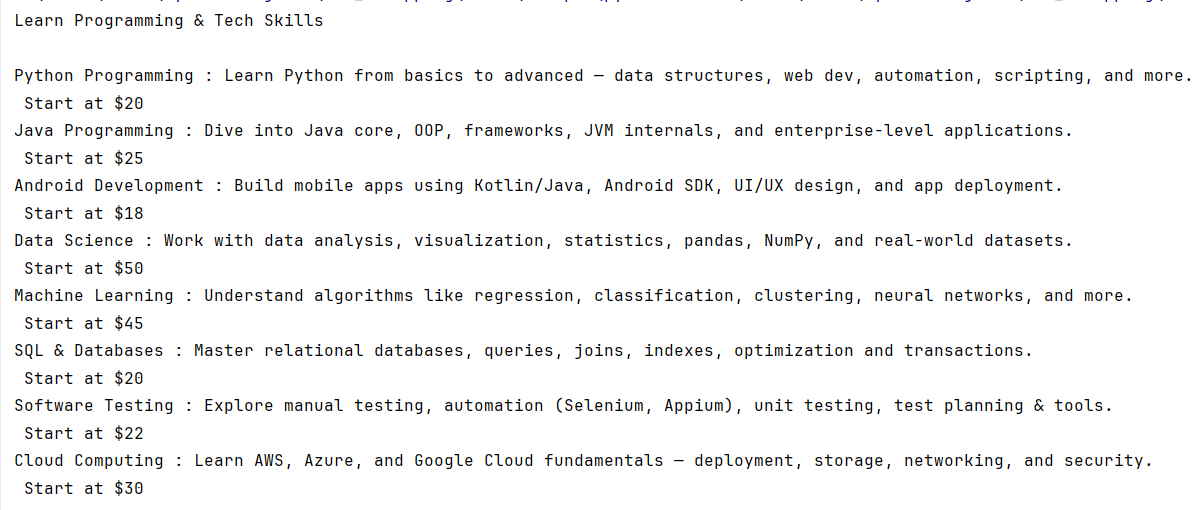 Learn Programming & Tech Skills
Python Programming : Learn Python from basics to advanced — data structures, web dev, automation, scripting, and more.
Start at $20
Java Programming : Dive into Java core, OOP, frameworks, JVM internals, and enterprise-level applications.
Start at $25
Android Development : Build mobile apps using Kotlin/Java, Android SDK, UI/UX design, and app deployment.
Start at $18
Data Science : Work with data analysis, visualization, statistics, pandas, NumPy, and real-world datasets.
Start at $50
Machine Learning : Understand algorithms like regression, classification, clustering, neural networks, and more.
Start at $45
SQL & Databases : Master relational databases, queries, joins, indexes, optimization and transactions.
Start at $20
Software Testing : Explore manual testing, automation (Selenium, Appium), unit testing, test planning & tools.
Start at $22
Cloud Computing : Learn AWS, Azure, and Google Cloud fundamentals — deployment, storage, networking, and security.
Start at $30